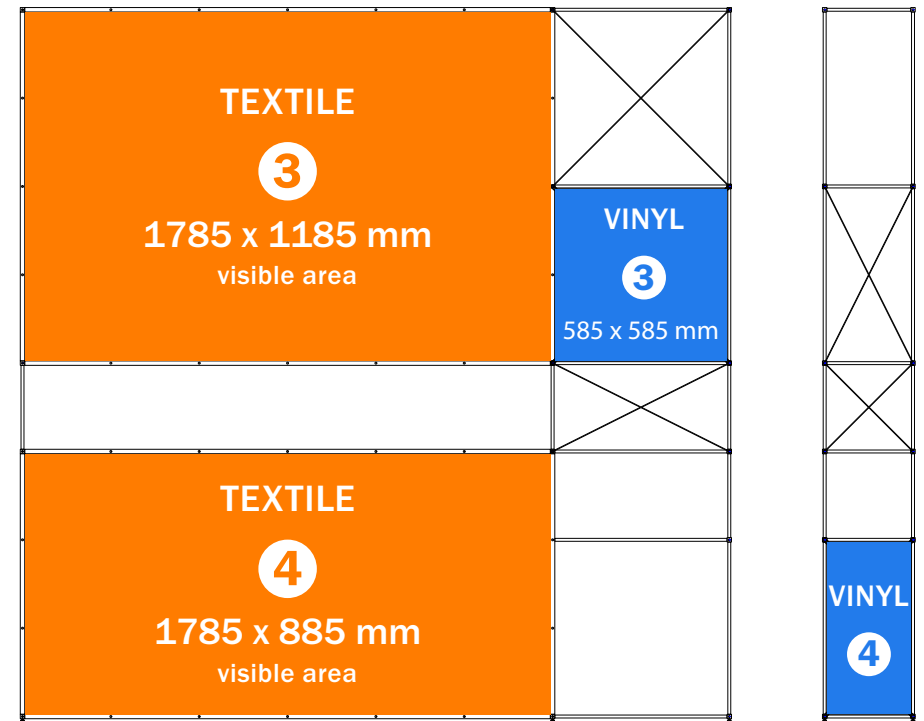 TEXTILE
3
1785 x 1185 mm
visible area
VINYL
3
585 x 585 mm
TEXTILE
4
1785 x 885 mm
visible area
VINYL
4